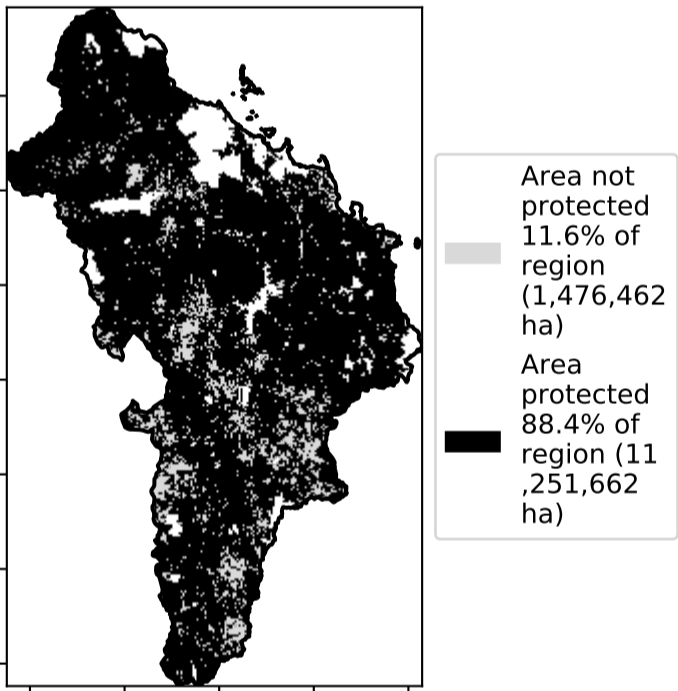 Area not
protected
11.6% of
region
(1,476,462
ha)
Area
protected
88.4% of
region (11
,251,662
ha)